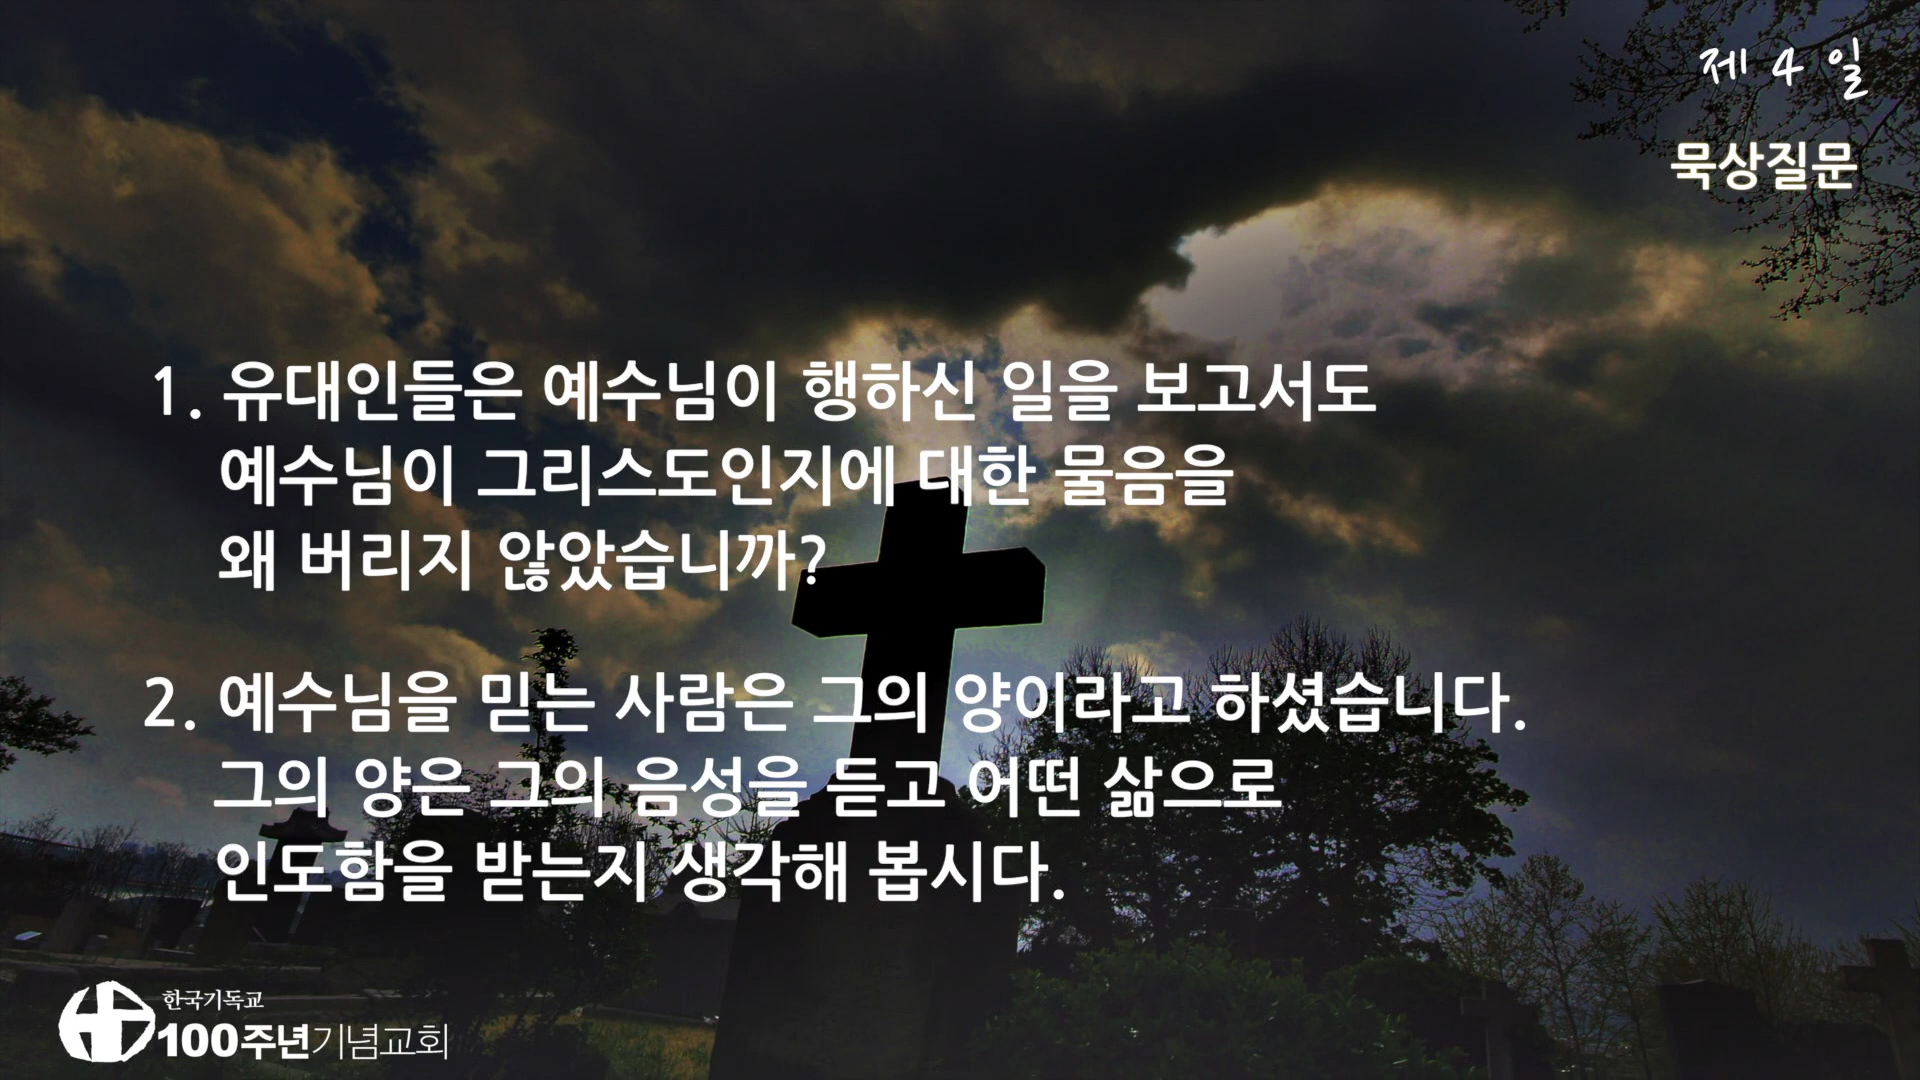 제 4 일
묵상질문
1. 유대인들은 예수님이 행하신 일을 보고서도
예수님이 그리스도인지에 대한 물음을
왜 버리지 않았습니까?
2. 예수님을 믿는 사람은 그의 양이라고 하셨습니다.
그의 양은 그의 음성을 듣고 어떤 삶으로
인도함을 받는지 생각해 봅시다.
한국기독교
100주년기념교회